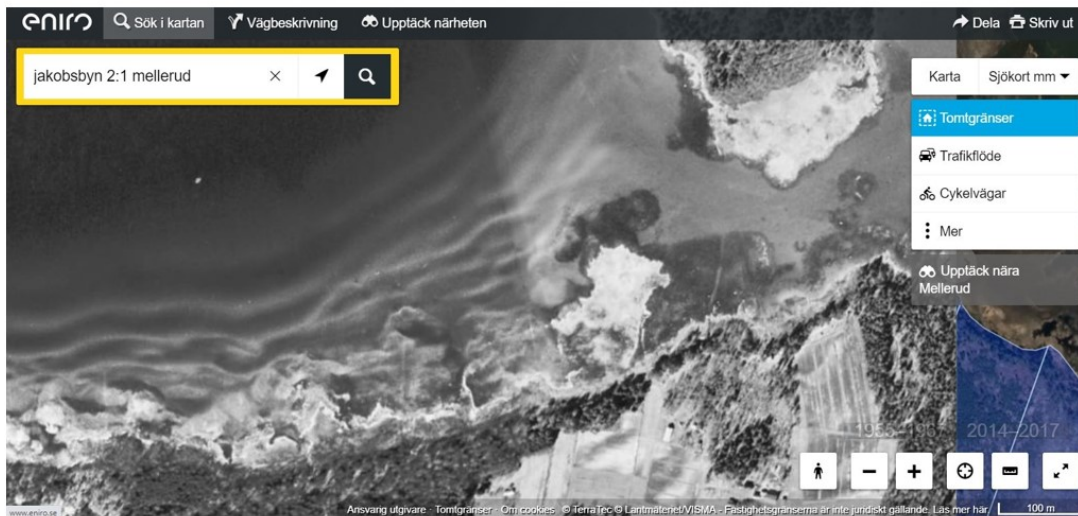 eniro Sök i kartan Vägbeskrivning Upptäck närheten Dela Skriv ut
jakobsbyn 2:1 mellerud
Karta Sjökort mm
Tomtgränser
Trafikflöde
Cykelvägar
Mer
Upptäck nära
Mellerud
2014–2017
www.eniro.se
Ansvarig utgivare · Tomtgränser · Om cookies · © TerraTec © Lantmäteriet/VISMA - Fastighetsgränserna är inte juridiskt gällande. Läs mer här.
100 m